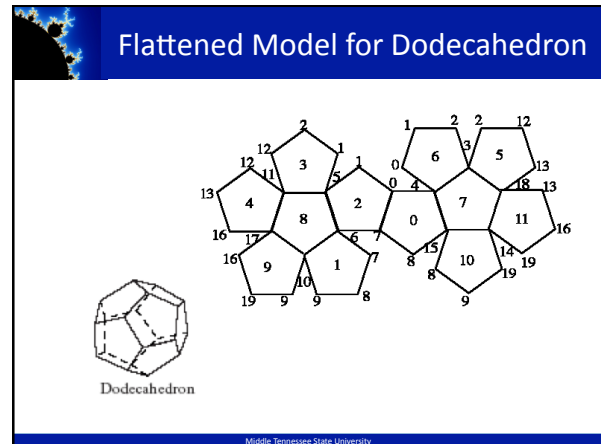 Flattened Model for Dodecahedron
2
1 2 2 12
12 1
3
6 3 5
12 1
0 13
11 5 0 4 18 13
13 4 2 7
8 0 11
16 17 6 7 15 16
16 7 8 14 19
9 1 10
10 8 19
19 9 9 8 9
Dodecahedron
Middle Tennessee State University